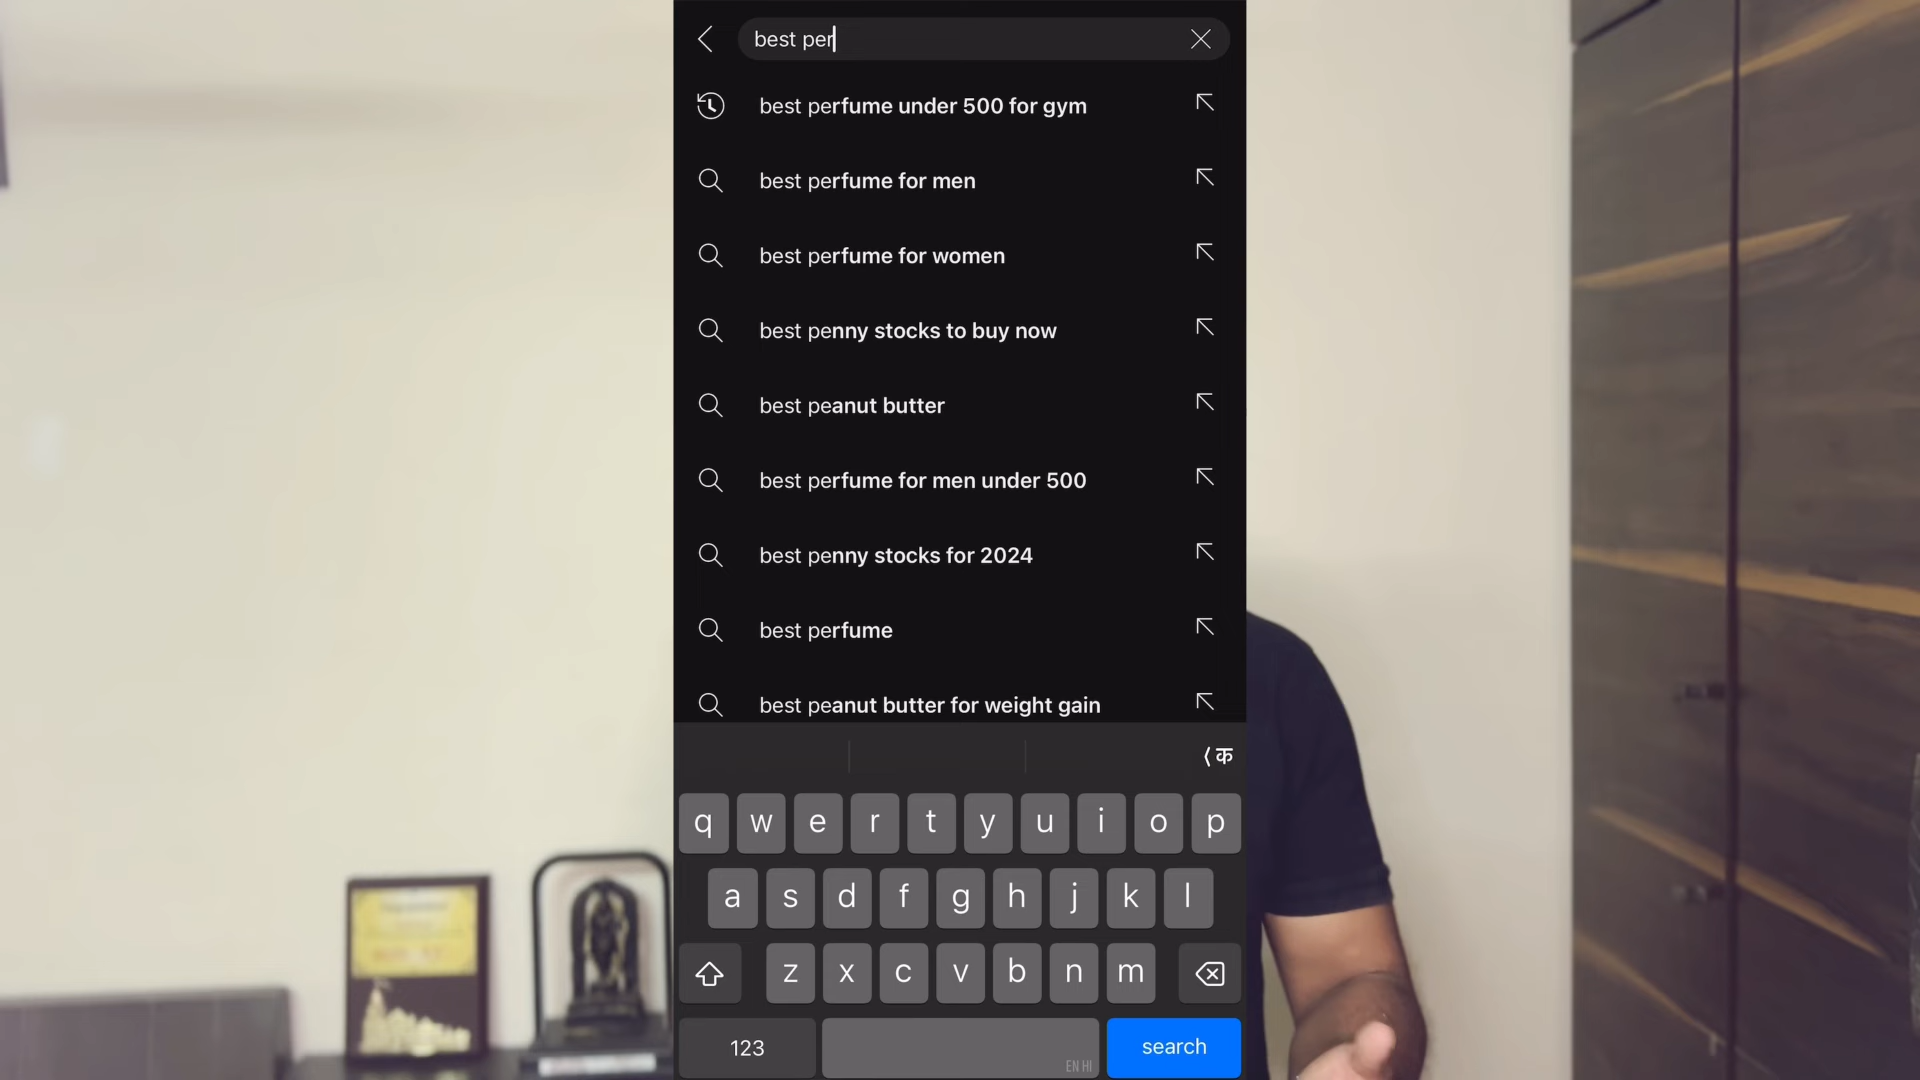 best per
best perfume under 500 for gym
best perfume for men
best perfume for women
best penny stocks to buy now
best peanut butter
best perfume for men under 500
best penny stocks for 2024
best perfume
best peanut butter for weight gain
⟨ क
q w e r t y u i o p
a s d f g h j k l
z x c v b n m
123
EN HI
search